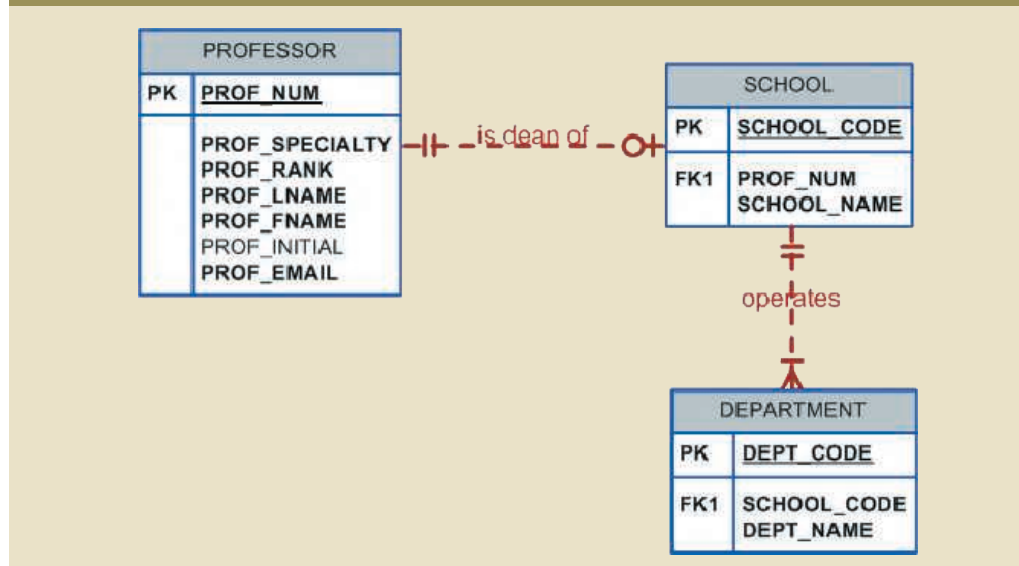 PROFESSOR
PK PROF_NUM
PROF_SPECIALTY
PROF_RANK
PROF_LNAME
PROF_FNAME
PROF_INITIAL
PROF_EMAIL
is dean of
SCHOOL
PK SCHOOL_CODE
FK1 PROF_NUM
SCHOOL_NAME
operates
DEPARTMENT
PK DEPT_CODE
FK1 SCHOOL_CODE
DEPT_NAME